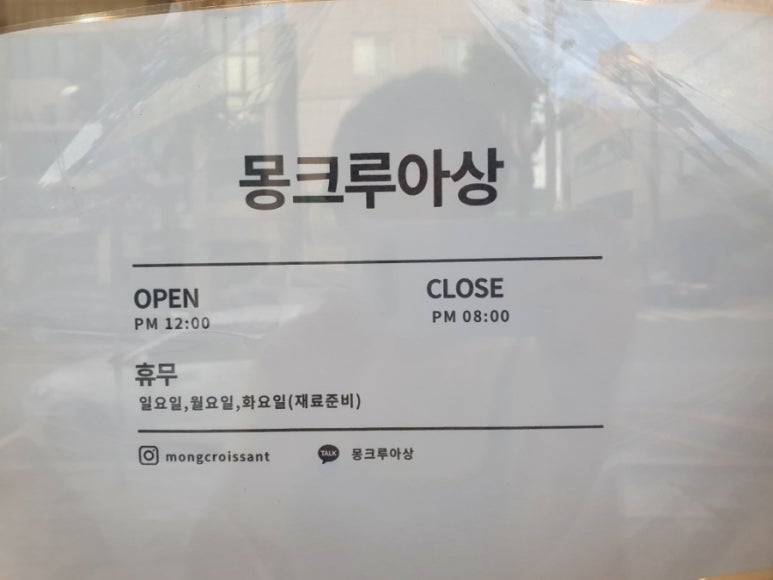 몽크루아상
OPEN
PM 12:00
CLOSE
PM 08:00
휴무
일요일,월요일,화요일(재료준비)
mongcroissant
TALK 몽크루아상